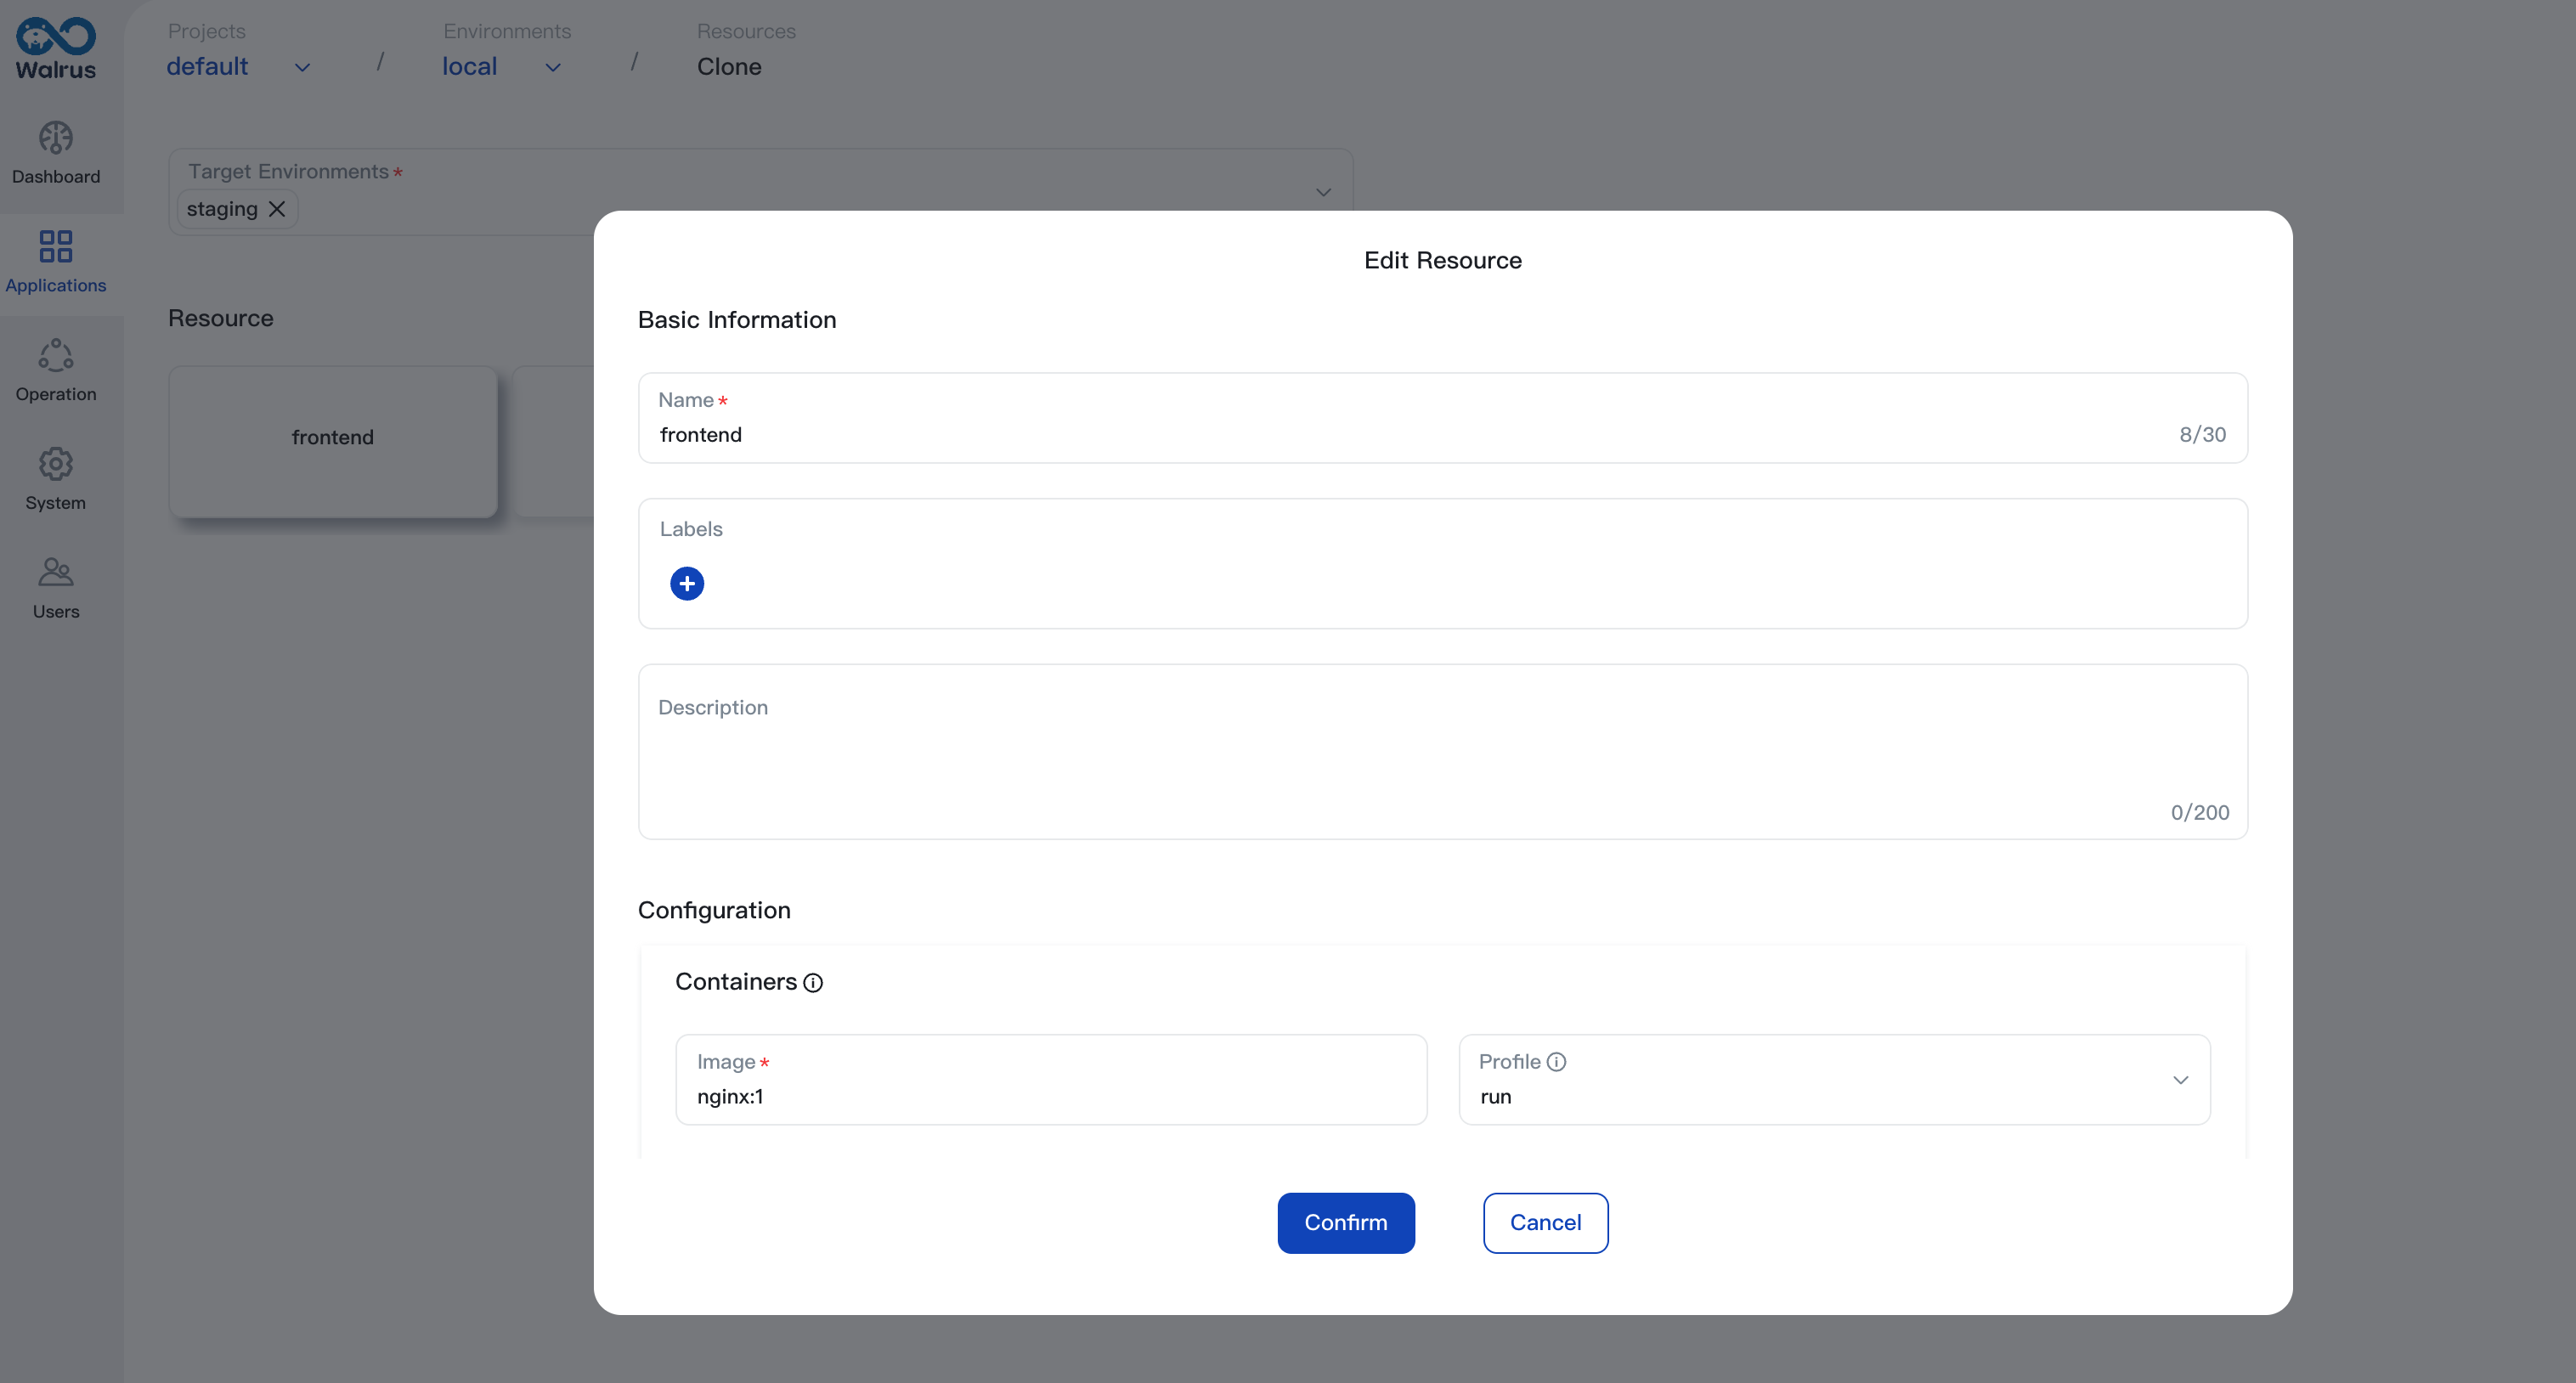 Walrus
Dashboard
Applications
Operation
System
Users
Projects
default
/
Environments
local
/
Resources
Clone
Target Environments*
staging
Resource
frontend
Edit Resource
Basic Information
Name*
frontend
8/30
Labels
Description
0/200
Configuration
Containers
Image*
nginx:1
Profile
run
Confirm
Cancel